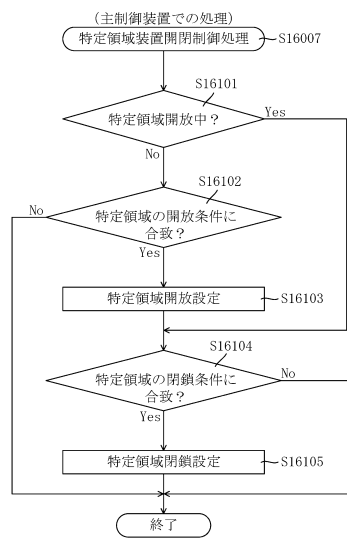 (主制御装置での処理)
特定領域装置開閉制御処理
S16007
S16101
特定領域開放中?
Yes
No
S16102
No
特定領域の開放条件に
合致?
Yes
特定領域開放設定
S16103
S16104
特定領域の閉鎖条件に
合致?
No
Yes
特定領域閉鎖設定
S16105
終了